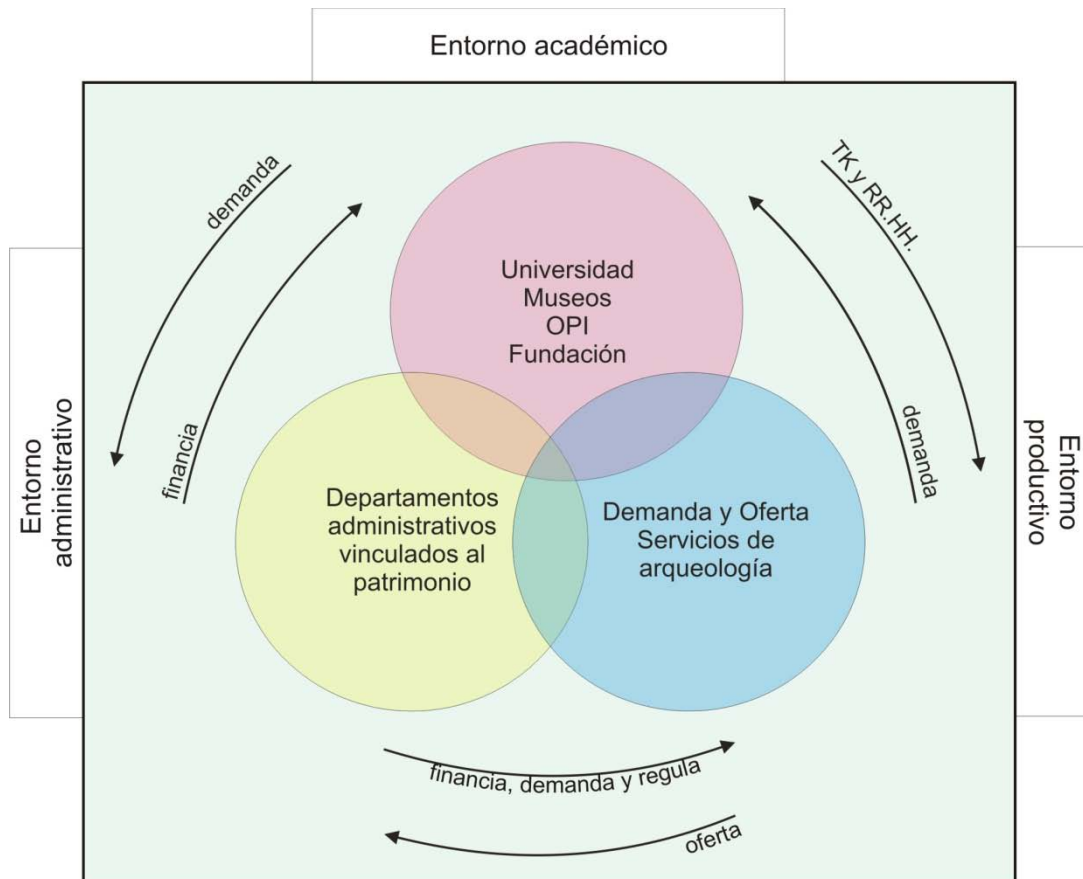 Entorno académico
demanda
TK y RR.HH.
financia
demanda
Entorno
administrativo
Universidad
Museos
OPI
Fundación
Entorno
productivo
Departamentos
administrativos
vinculados al
patrimonio
Demanda y Oferta
Servicios de
arqueología
financia, demanda y regula
oferta